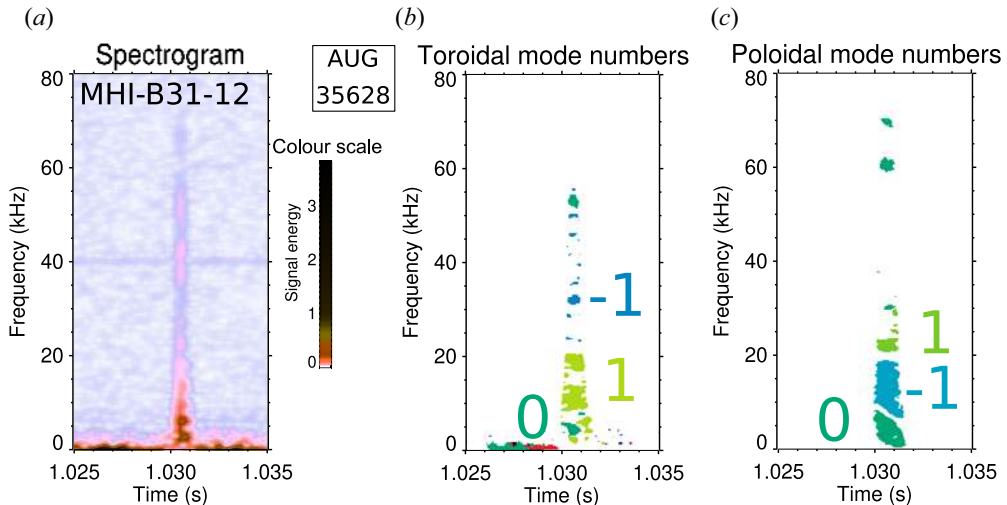 (a)
(b)
(c)
Spectrogram
AUG
35628
Toroidal mode numbers
Poloidal mode numbers
MHI-B31-12
Colour scale
Signal energy
3
2
1
0
Frequency (kHz)
80
60
40
20
0
1.025
1.030
1.035
Time (s)
Frequency (kHz)
80
60
40
20
0
-1
1
0
1.025
1.030
1.035
Time (s)
Frequency (kHz)
80
60
40
20
0
1
-1
0
1.025
1.030
1.035
Time (s)